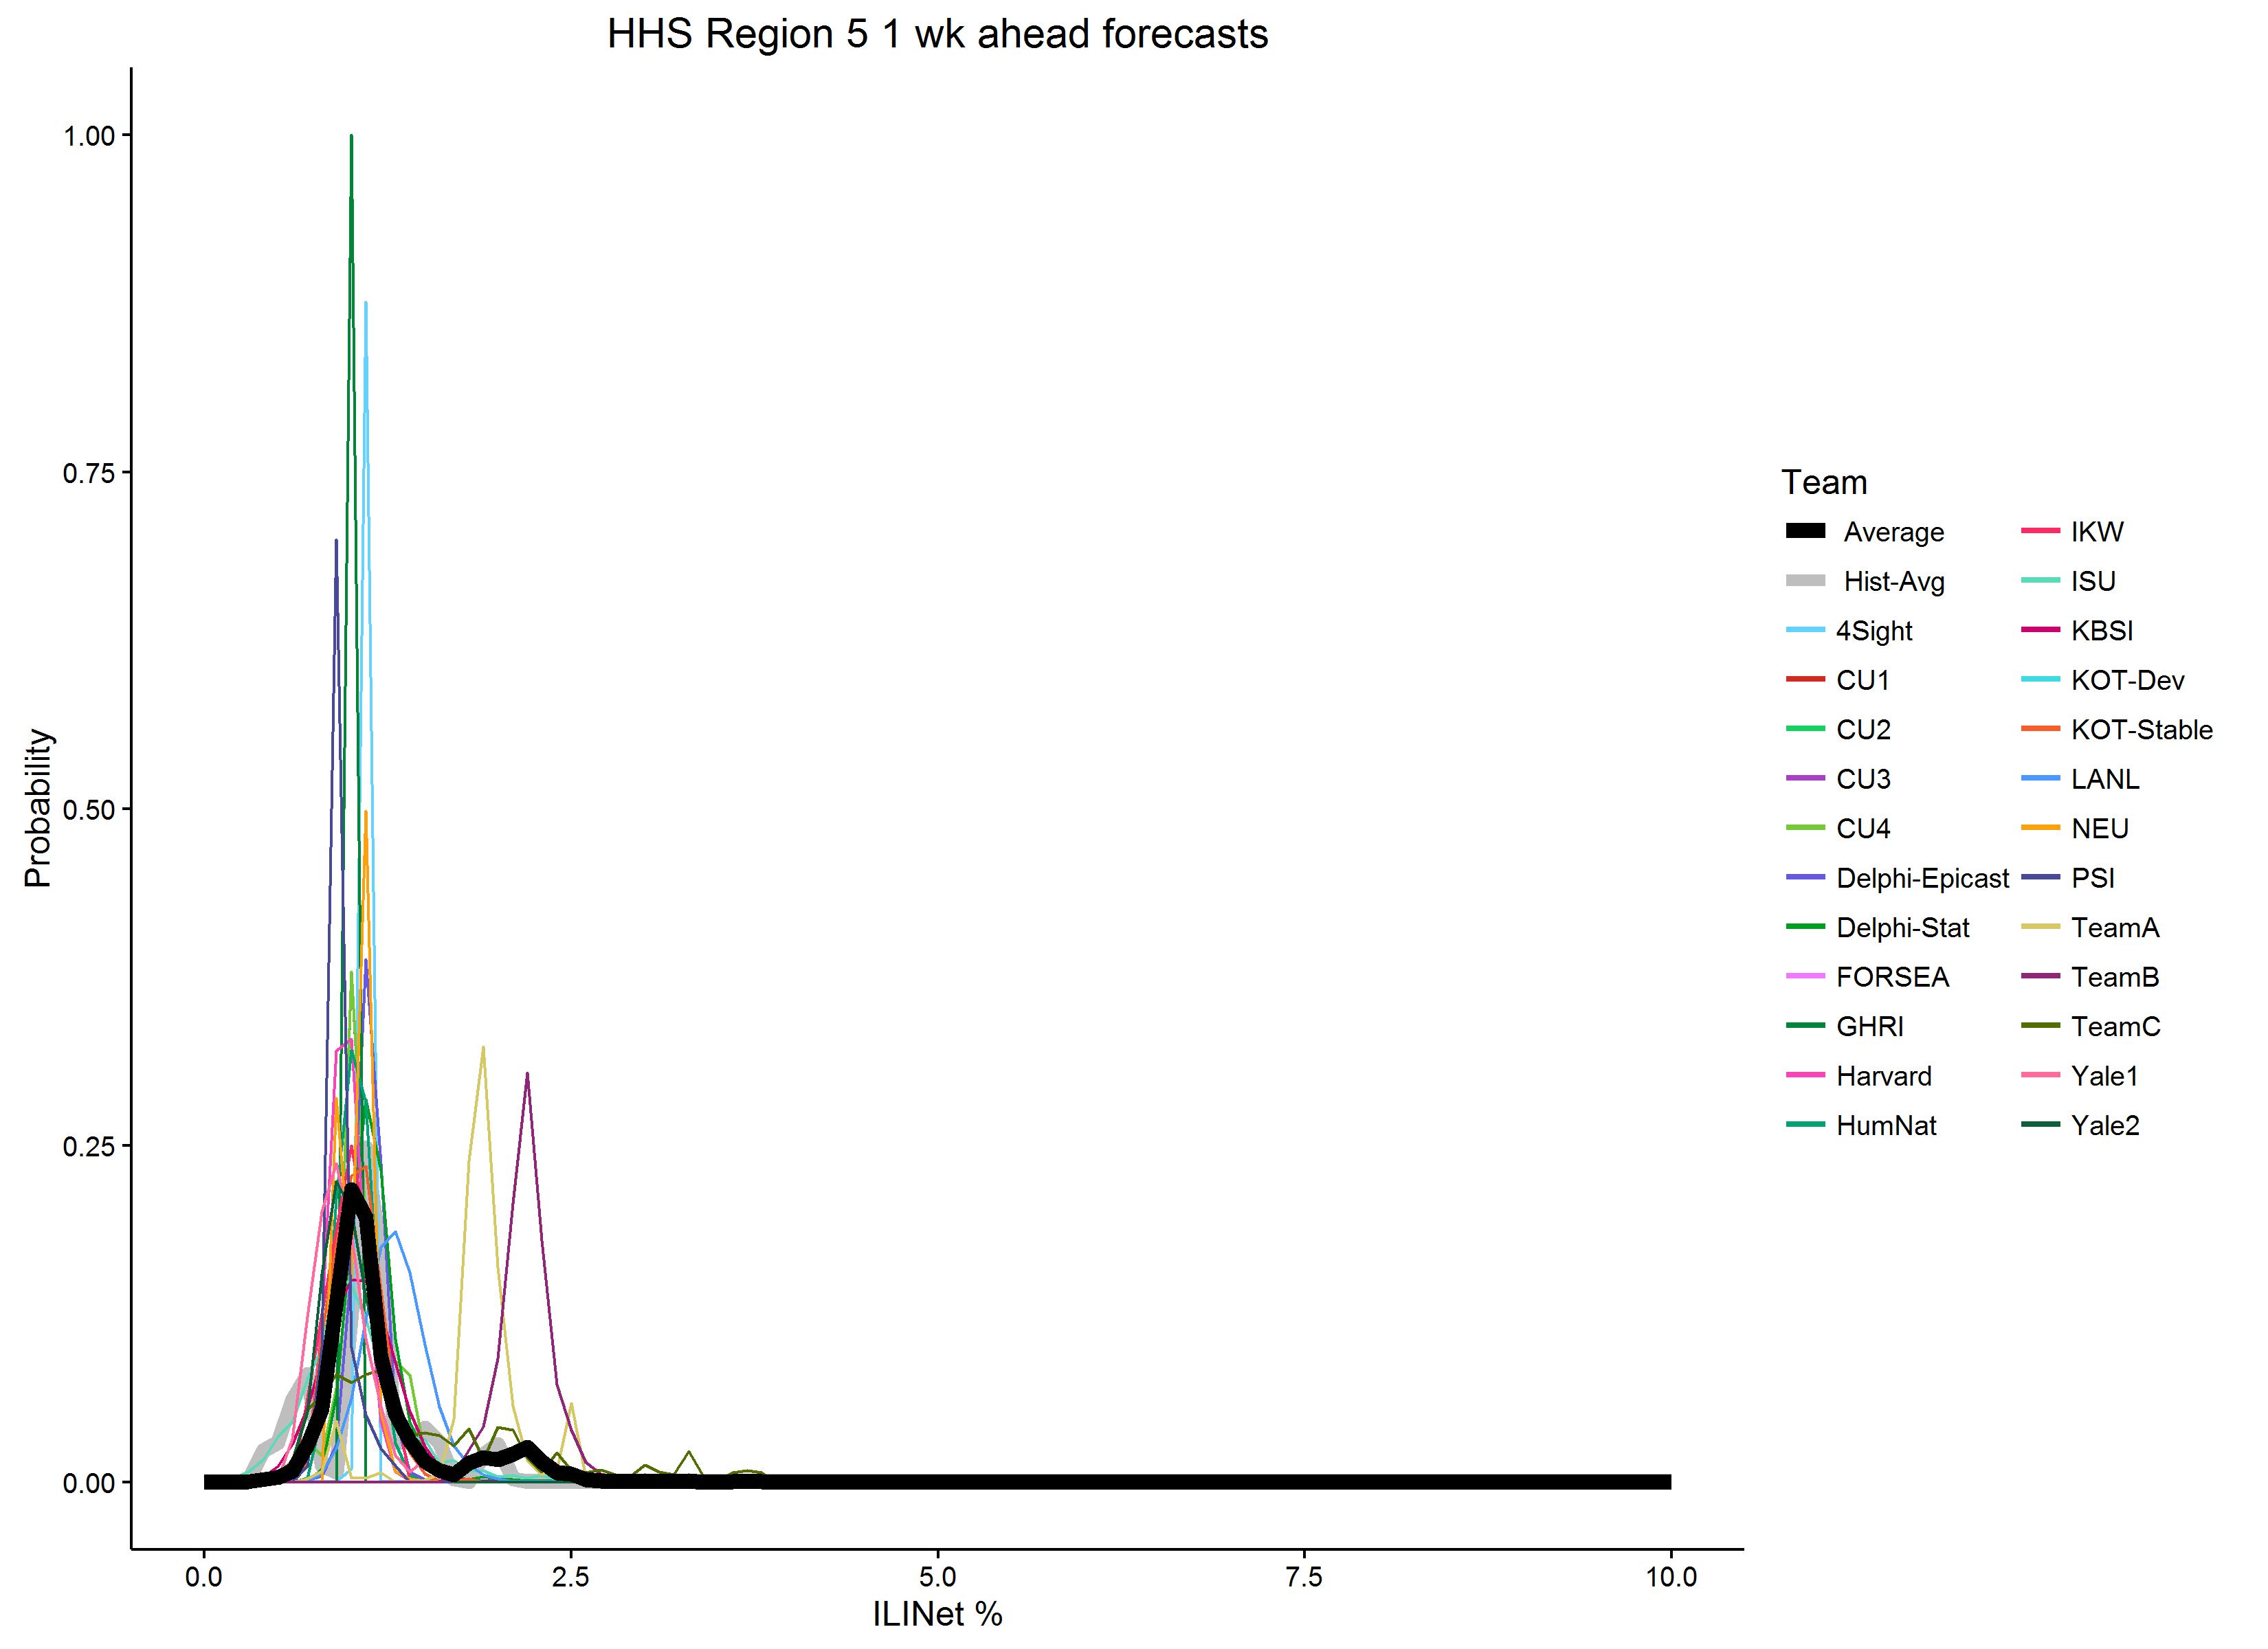 HHS Region 5 1 wk ahead forecasts
1.00
0.75
0.50
0.25
0.00
Probability
0.0 2.5 5.0 7.5 10.0
ILINet %
Team
Average
Hist-Avg
4Sight
CU1
CU2
CU3
CU4
Delphi-Epicast
Delphi-Stat
FORSEA
GHRI
Harvard
HumNat
IKW
ISU
KBSI
KOT-Dev
KOT-Stable
LANL
NEU
PSI
TeamA
TeamB
TeamC
Yale1
Yale2